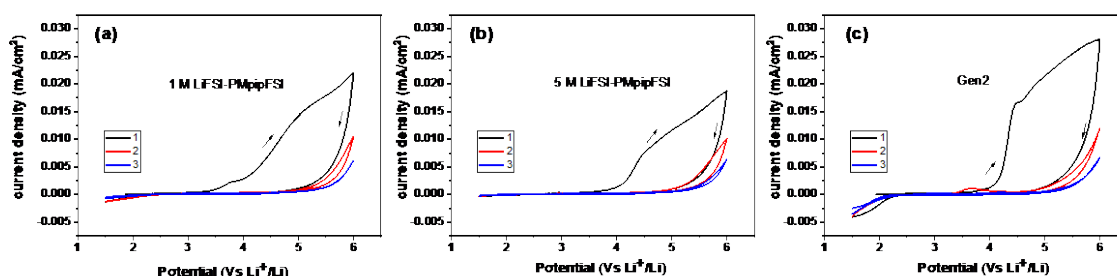 (a)
1 M LiFSI-PMpipFSI
current density (mA/cm²)
0.030
0.025
0.020
0.015
0.010
0.005
0.000
-0.005
1
2
3
1 2 3 4 5 6
Potential (Vs Li⁺/Li)
(b)
5 M LiFSI-PMpipFSI
current density (mA/cm²)
0.030
0.025
0.020
0.015
0.010
0.005
0.000
-0.005
1
2
3
1 2 3 4 5 6
Potential (Vs Li⁺/Li)
(c)
Gen2
current density (mA/cm²)
0.030
0.025
0.020
0.015
0.010
0.005
0.000
-0.005
1
2
3
1 2 3 4 5 6
Potential (Vs Li⁺/Li)